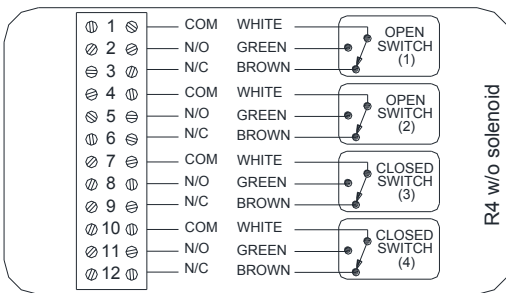 1 COM WHITE
2 N/O GREEN
3 N/C BROWN
OPEN
SWITCH
(1)
4 COM WHITE
5 N/O GREEN
6 N/C BROWN
OPEN
SWITCH
(2)
7 COM WHITE
8 N/O GREEN
9 N/C BROWN
CLOSED
SWITCH
(3)
10 COM WHITE
11 N/O GREEN
12 N/C BROWN
CLOSED
SWITCH
(4)
R4 w/o solenoid